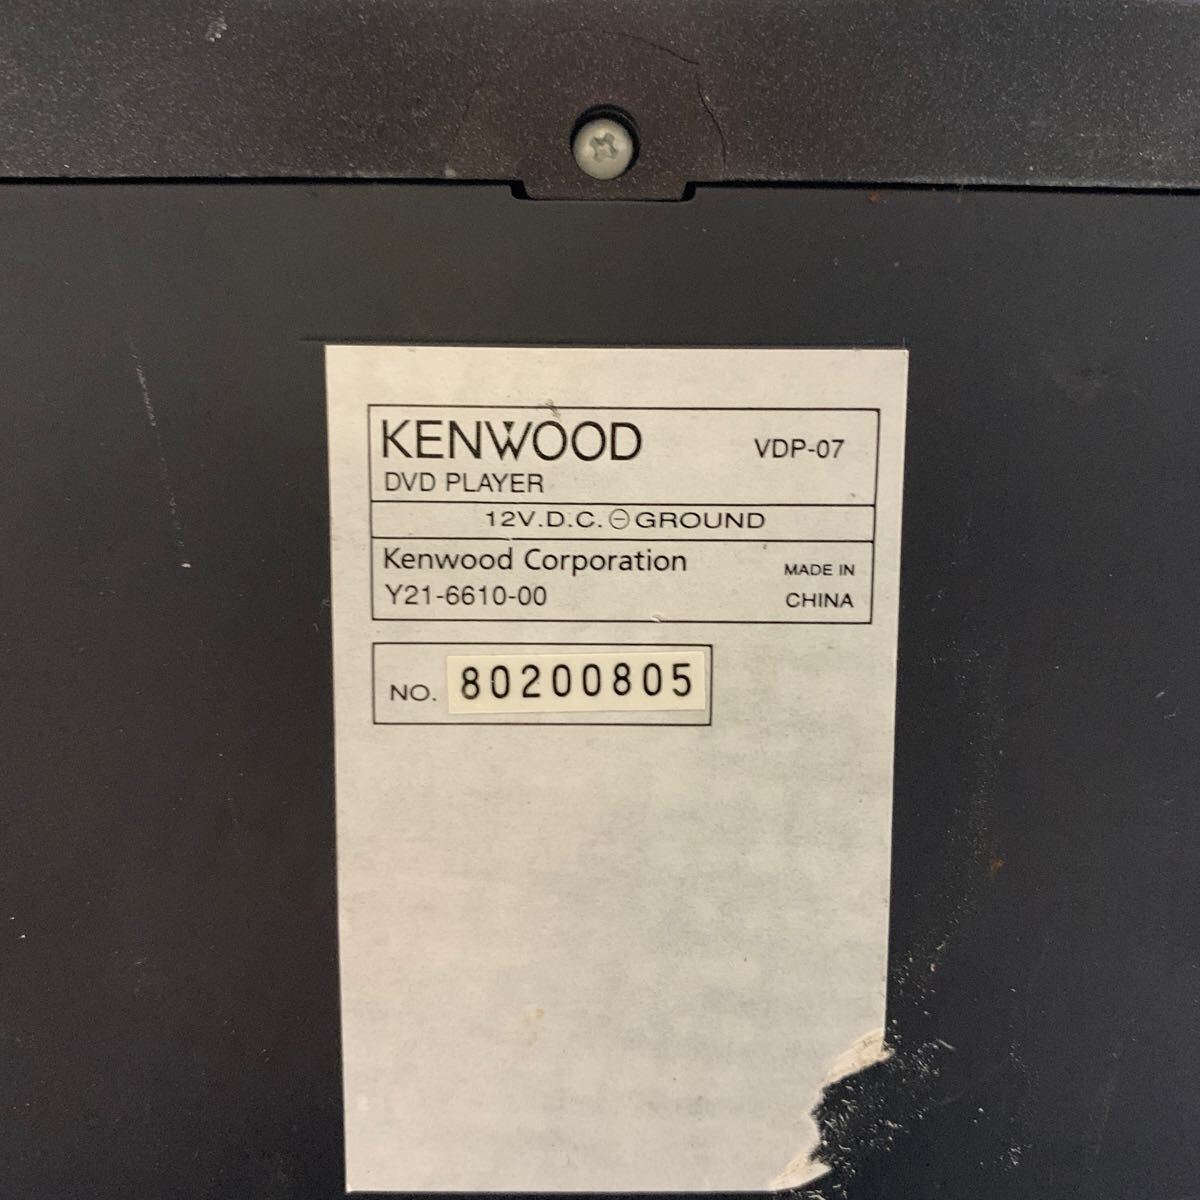 KENWOOD VDP-07
DVD PLAYER
12V.D.C. ⊖ GROUND
Kenwood Corporation MADE IN
Y21-6610-00 CHINA
NO. 80200805